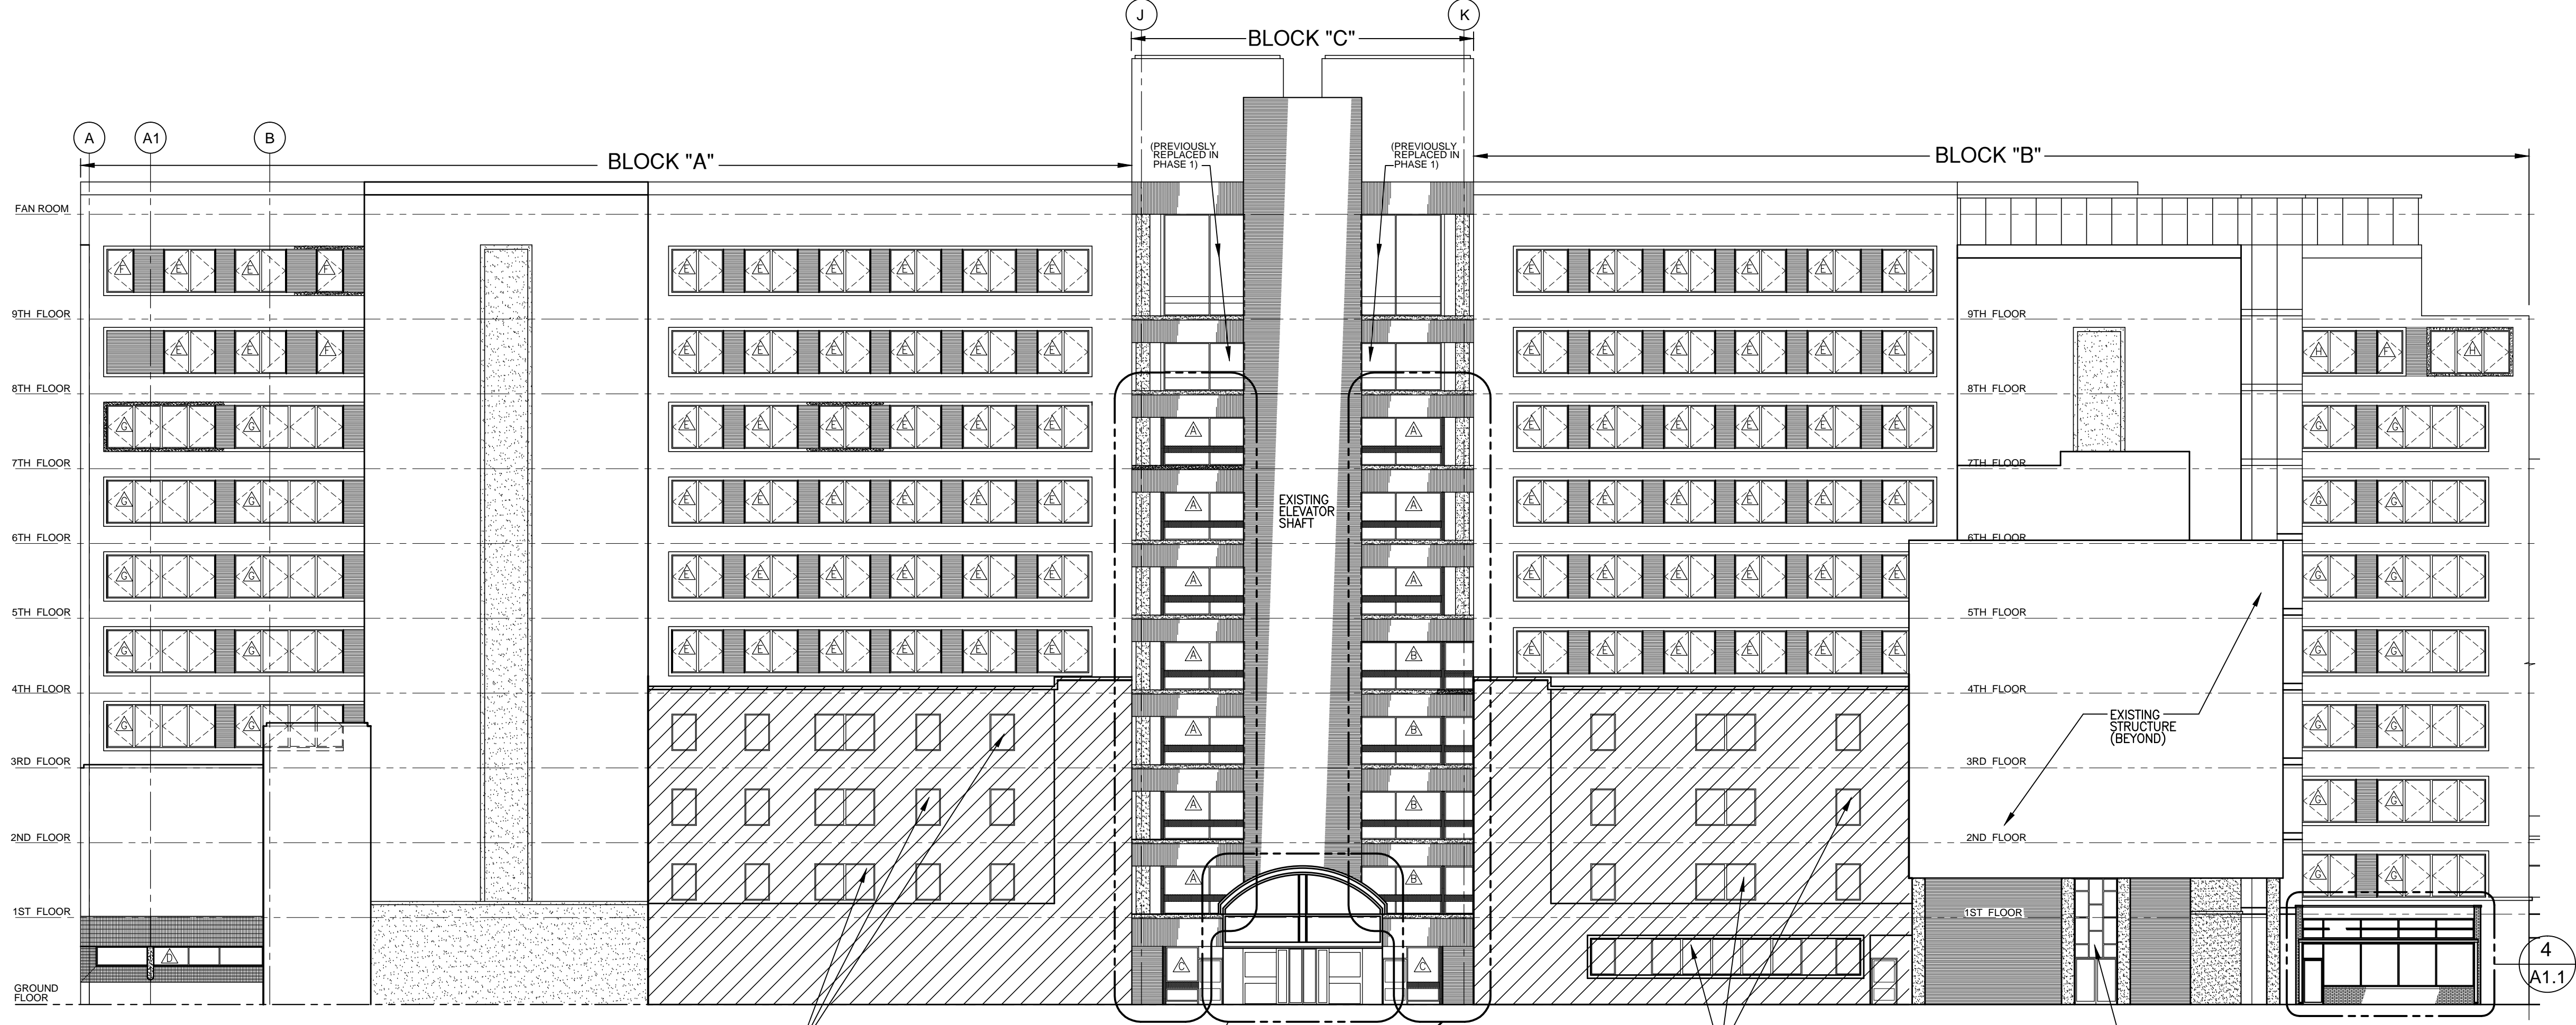 J
K
BLOCK "C"
A
A1
B
BLOCK "A"
(PREVIOUSLY
REPLACED IN
PHASE 1)
(PREVIOUSLY
REPLACED IN
PHASE 1)
BLOCK "B"
FAN ROOM
F E E F
E E E E E E
E E E E E E
9TH FLOOR
9TH FLOOR
E E F
E E E E E E
E E E E E E
H F H
8TH FLOOR
8TH FLOOR
G G
E E E E E E
A A
E E E E E E
G G
7TH FLOOR
7TH FLOOR
G G
E E E E E E
A A
E E E E E E
G G
EXISTING
ELEVATOR
SHAFT
6TH FLOOR
6TH FLOOR
G G
E E E E E E
A A
E E E E E E
G G
5TH FLOOR
5TH FLOOR
G G
E E E E E E
A B
E E E E E E
G G
4TH FLOOR
4TH FLOOR
G G
A B
G G
EXISTING
STRUCTURE
(BEYOND)
3RD FLOOR
3RD FLOOR
A B
G G
2ND FLOOR
2ND FLOOR
A B
G G
1ST FLOOR
1ST FLOOR
D
C C
4
A1.1
GROUND
FLOOR